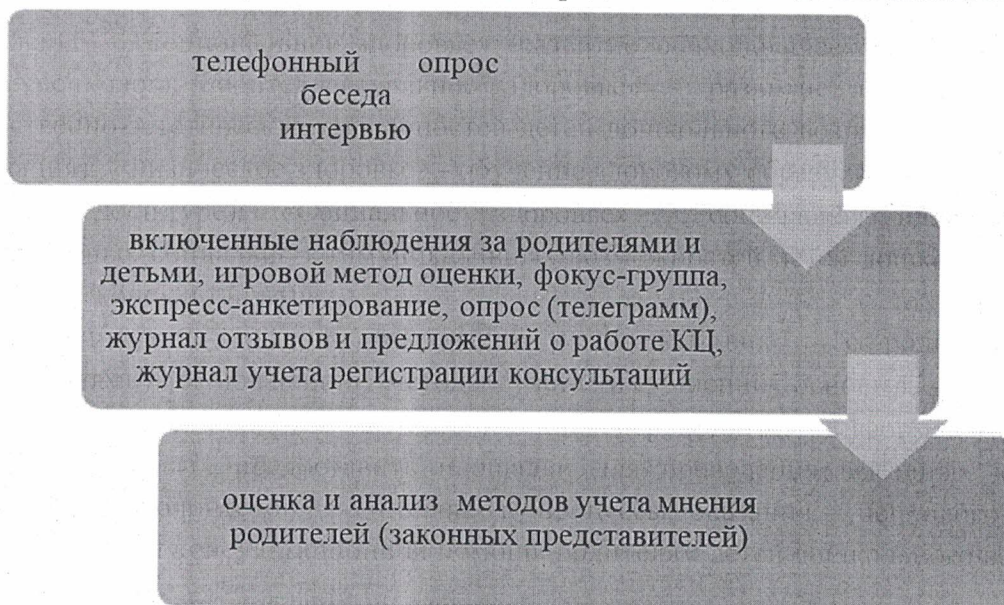 телефонный опрос
беседа
интервью
включенные наблюдения за родителями и
детьми, игровой метод оценки, фокус-группа,
экспресс-анкетирование, опрос (телеграмм),
журнал отзывов и предложений о работе КЦ,
журнал учета регистрации консультаций
оценка и анализ методов учета мнения
родителей (законных представителей)